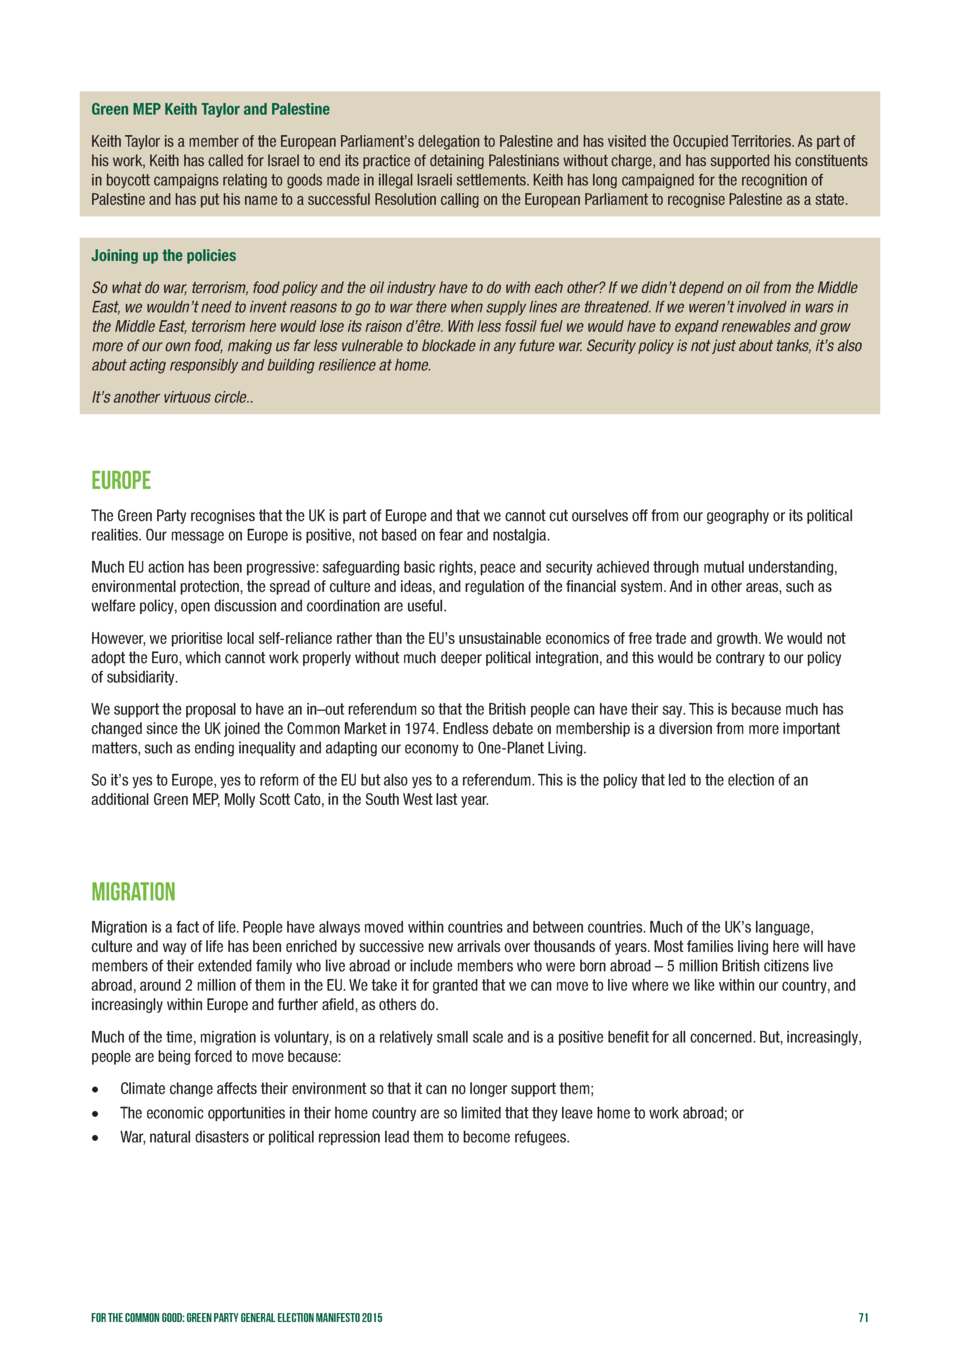 Green MEP Keith Taylor and Palestine
Keith Taylor is a member of the European Parliament's delegation to Palestine and has visited the Occupied Territories. As part of
his work, Keith has called for Israel to end its practice of detaining Palestinians without charge, and has supported his constituents
in boycott campaigns relating to goods made in illegal Israeli settlements. Keith has long campaigned for the recognition of
Palestine and has put his name to a successful Resolution calling on the European Parliament to recognise Palestine as a state.
Joining up the policies
So what do war, terrorism, food policy and the oil industry have to do with each other? If we didn't depend on oil from the Middle
East, we wouldn't need to invent reasons to go to war there when supply lines are threatened. If we weren't involved in wars in
the Middle East, terrorism here would lose its raison d'être. With less fossil fuel we would have to expand renewables and grow
more of our own food, making us far less vulnerable to blockade in any future war. Security policy is not just about tanks, it's also
about acting responsibly and building resilience at home.
It's another virtuous circle..
EUROPE
The Green Party recognises that the UK is part of Europe and that we cannot cut ourselves off from our geography or its political
realities. Our message on Europe is positive, not based on fear and nostalgia.
Much EU action has been progressive: safeguarding basic rights, peace and security achieved through mutual understanding,
environmental protection, the spread of culture and ideas, and regulation of the financial system. And in other areas, such as
welfare policy, open discussion and coordination are useful.
However, we prioritise local self-reliance rather than the EU's unsustainable economics of free trade and growth. We would not
adopt the Euro, which cannot work properly without much deeper political integration, and this would be contrary to our policy
of subsidiarity.
We support the proposal to have an in–out referendum so that the British people can have their say. This is because much has
changed since the UK joined the Common Market in 1974. Endless debate on membership is a diversion from more important
matters, such as ending inequality and adapting our economy to One-Planet Living.
So it's yes to Europe, yes to reform of the EU but also yes to a referendum. This is the policy that led to the election of an
additional Green MEP, Molly Scott Cato, in the South West last year.
MIGRATION
Migration is a fact of life. People have always moved within countries and between countries. Much of the UK's language,
culture and way of life has been enriched by successive new arrivals over thousands of years. Most families living here will have
members of their extended family who live abroad or include members who were born abroad – 5 million British citizens live
abroad, around 2 million of them in the EU. We take it for granted that we can move to live where we like within our country, and
increasingly within Europe and further afield, as others do.
Much of the time, migration is voluntary, is on a relatively small scale and is a positive benefit for all concerned. But, increasingly,
people are being forced to move because:
• Climate change affects their environment so that it can no longer support them;
• The economic opportunities in their home country are so limited that they leave home to work abroad; or
• War, natural disasters or political repression lead them to become refugees.
FOR THE COMMON GOOD: GREEN PARTY GENERAL ELECTION MANIFESTO 2015 71